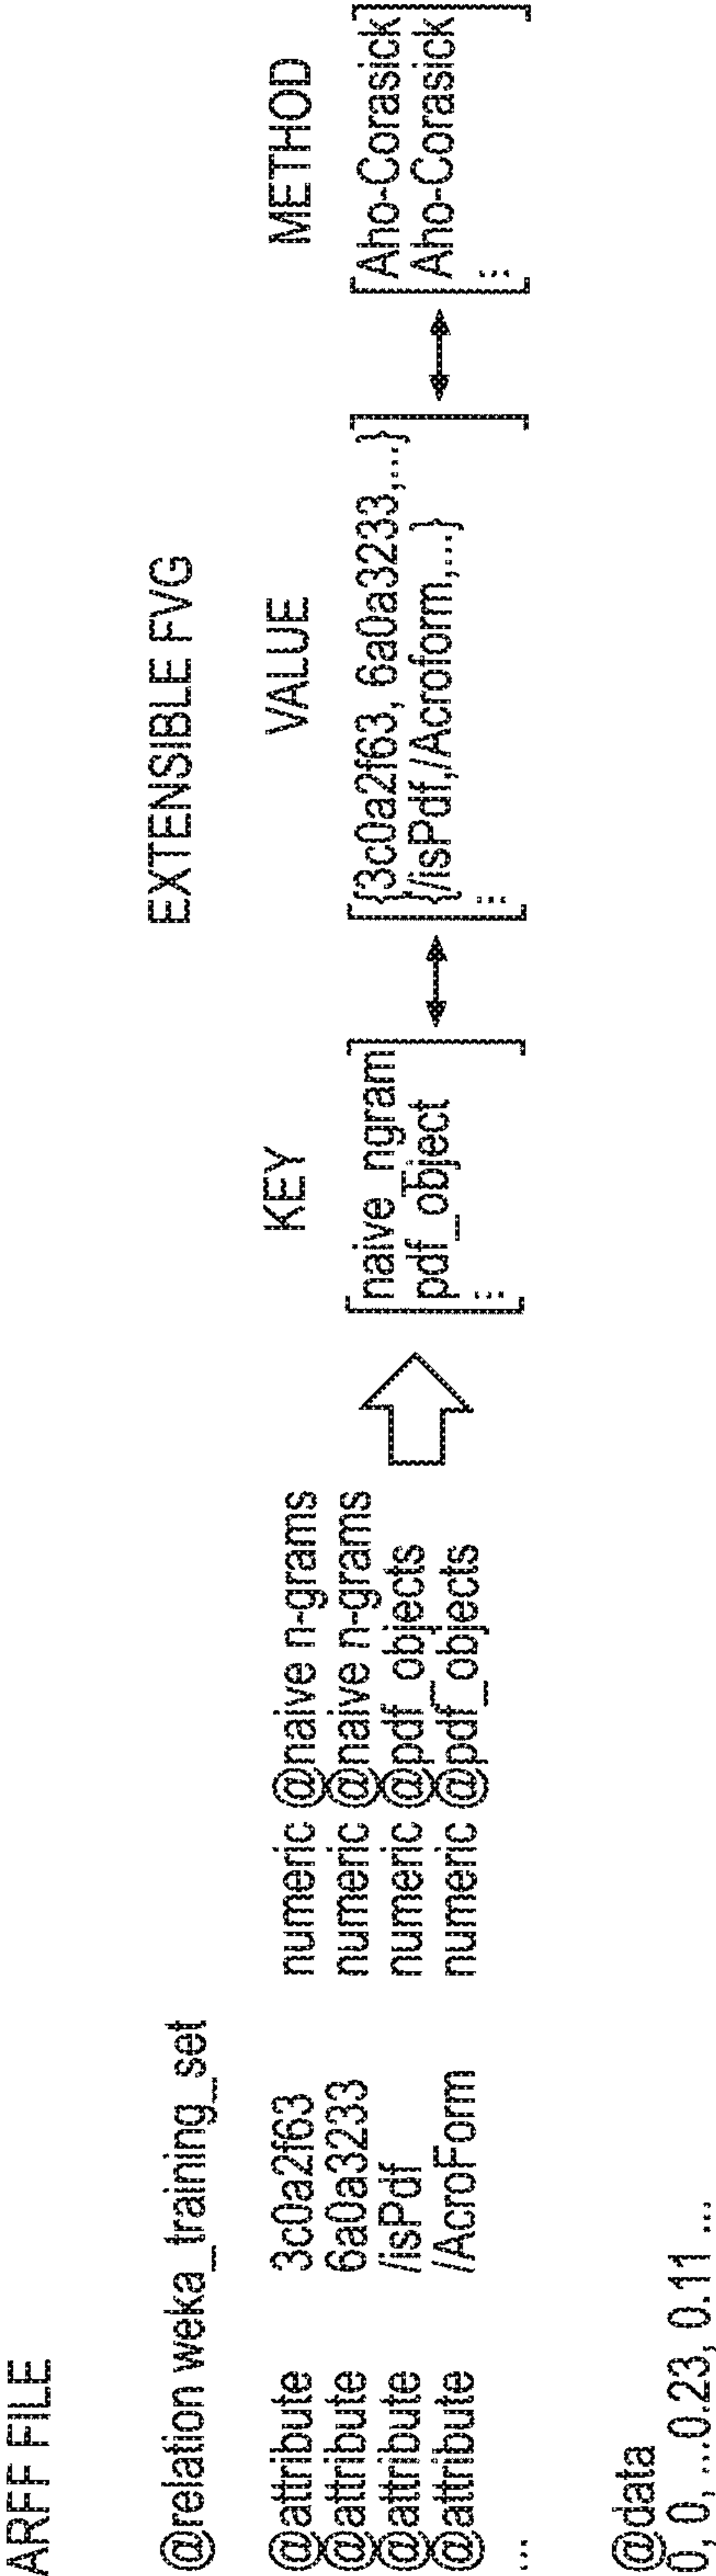 ARFF FILE
@relation weka_training_set
@attribute 3c0a2f63 numeric @naive n-grams
@attribute 6a0a3233 numeric @naive n-grams
@attribute /isPdf numeric @pdf_objects
@attribute /AcroForm numeric @pdf_objects
...
@data
0, 0, ...0.23, 0.11 ...
EXTENSIBLE FVG
KEY VALUE METHOD
naive_ngram {3c0a2f63, 6a0a3233,...} Aho-Corasick
pdf_object {/isPdf,/Acroform,...} Aho-Corasick
... ... ...